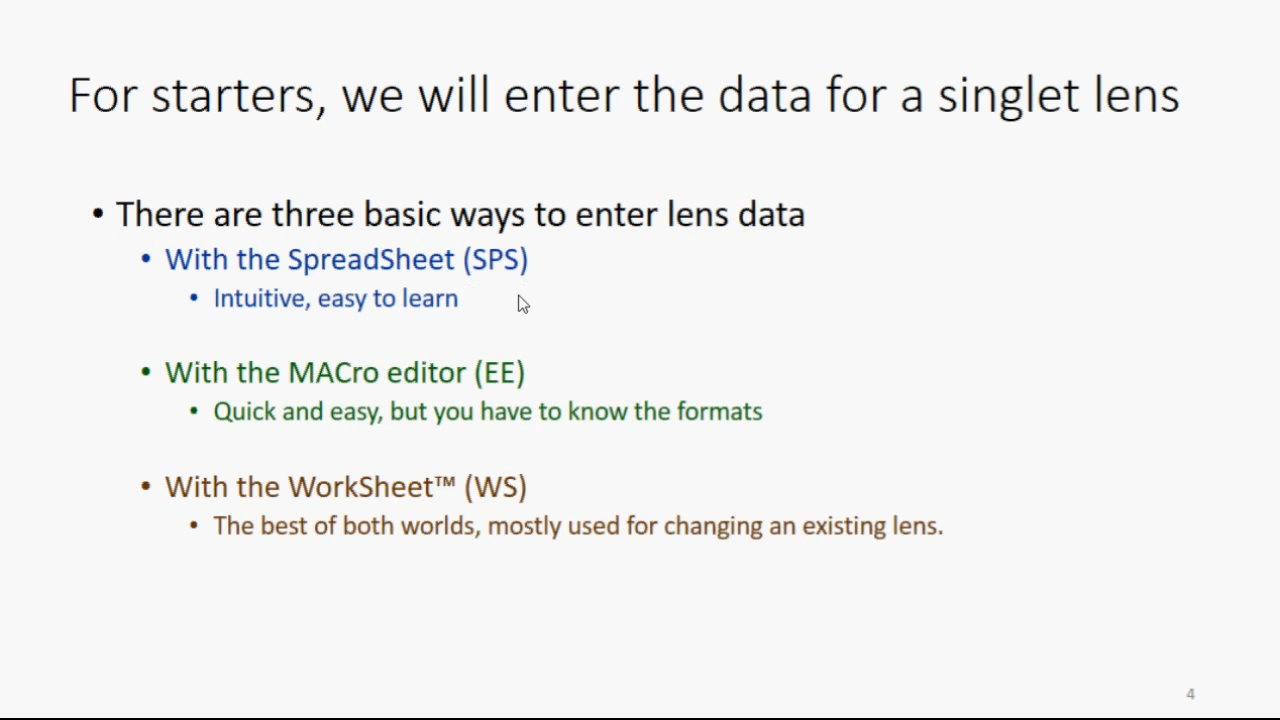 For starters, we will enter the data for a singlet lens
• There are three basic ways to enter lens data
• With the SpreadSheet (SPS)
• Intuitive, easy to learn
• With the MACro editor (EE)
• Quick and easy, but you have to know the formats
• With the WorkSheet™ (WS)
• The best of both worlds, mostly used for changing an existing lens.
4